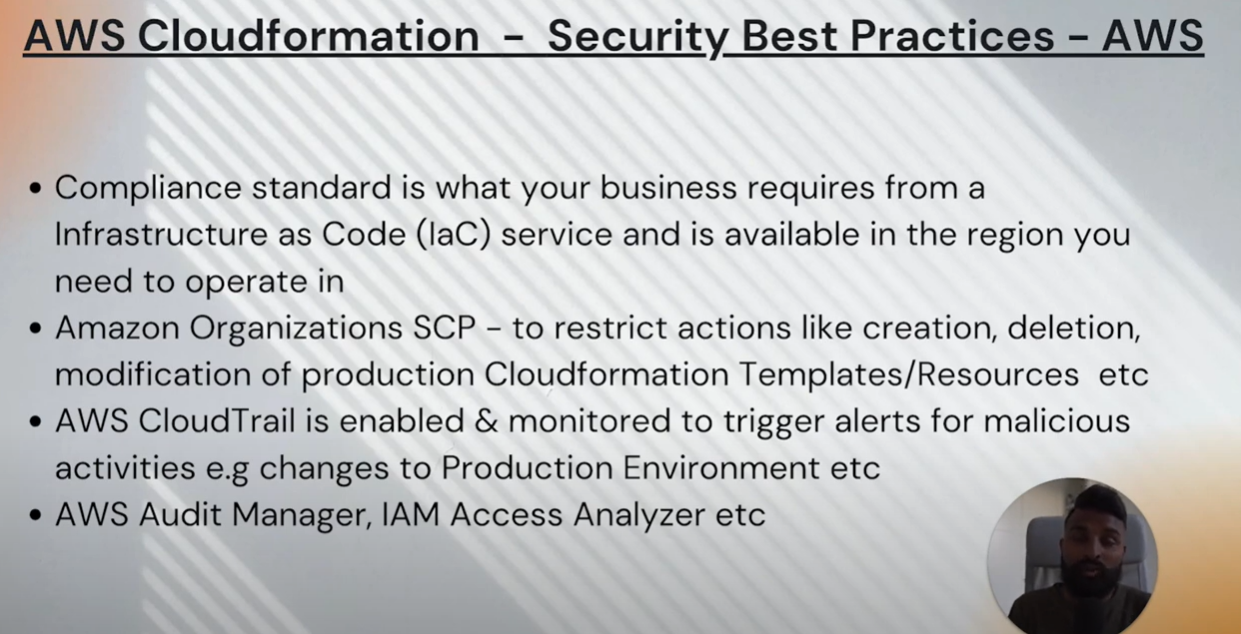 AWS Cloudformation – Security Best Practices – AWS
• Compliance standard is what your business requires from a
Infrastructure as Code (IaC) service and is available in the region you
need to operate in
• Amazon Organizations SCP – to restrict actions like creation, deletion,
modification of production Cloudformation Templates/Resources etc
• AWS CloudTrail is enabled & monitored to trigger alerts for malicious
activities e.g changes to Production Environment etc
• AWS Audit Manager, IAM Access Analyzer etc